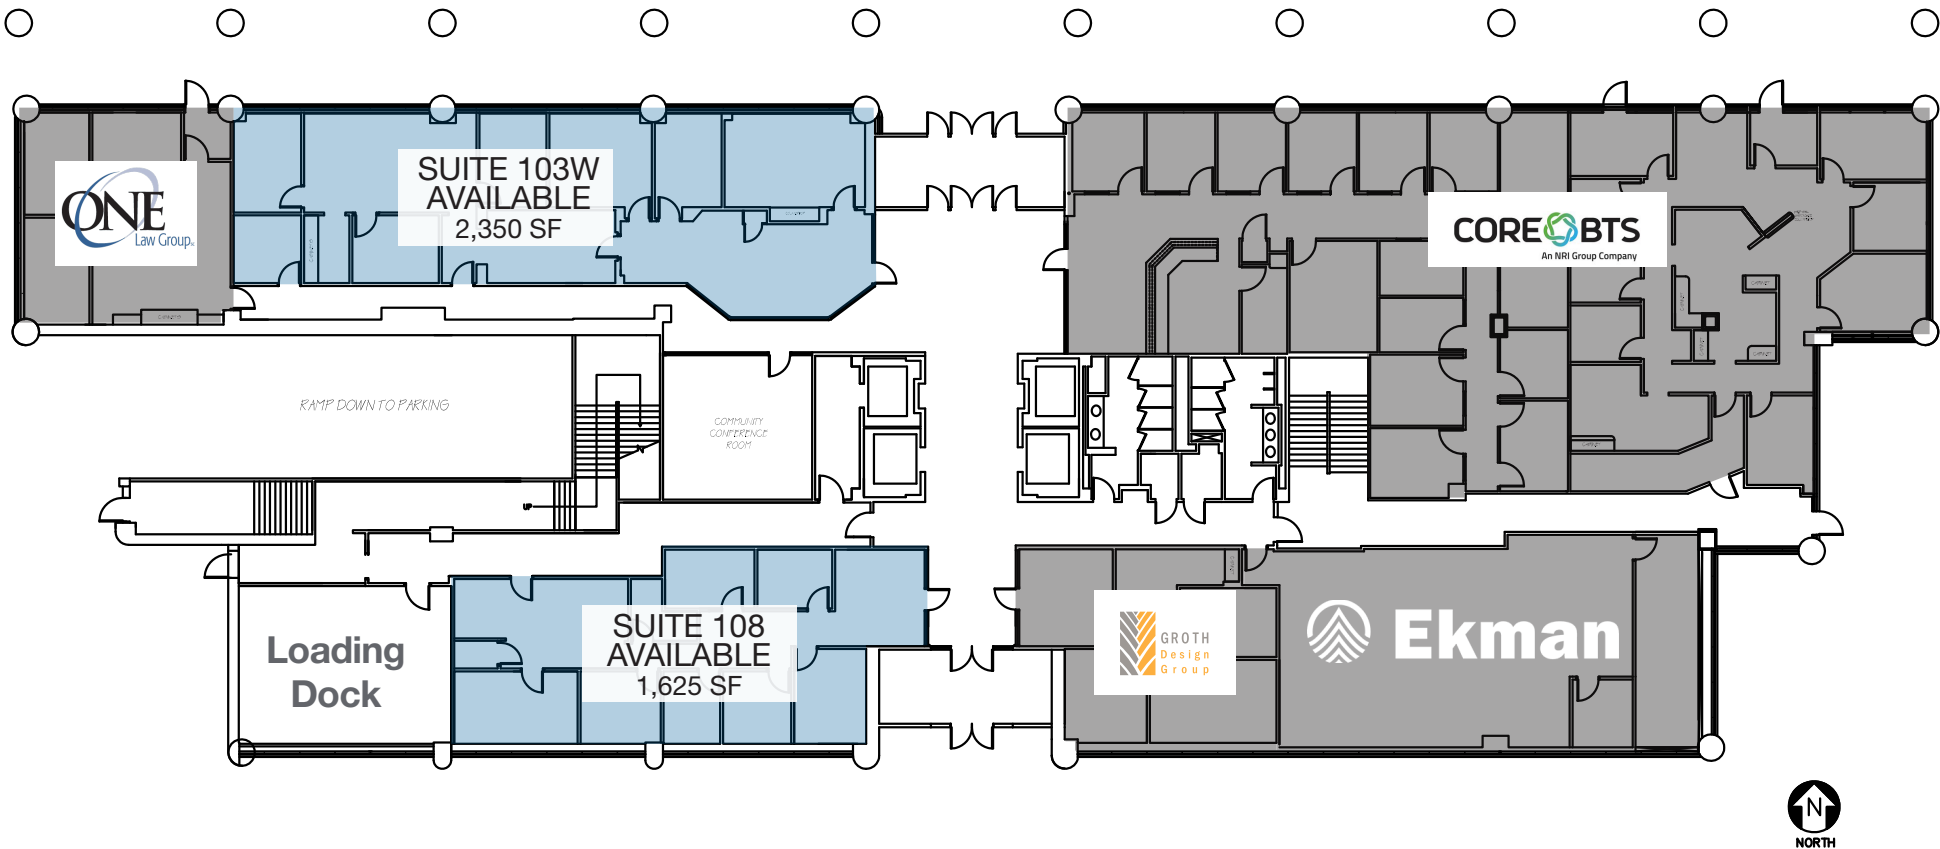 ONE
Law Group
SUITE 103W
AVAILABLE
2,350 SF
CORE BTS
An NRI Group Company
RAMP DOWN TO PARKING
COMMUNITY
CONFERENCE
ROOM
UP
Loading
Dock
SUITE 108
AVAILABLE
1,625 SF
GROTH
Design
Group
Ekman
N
NORTH